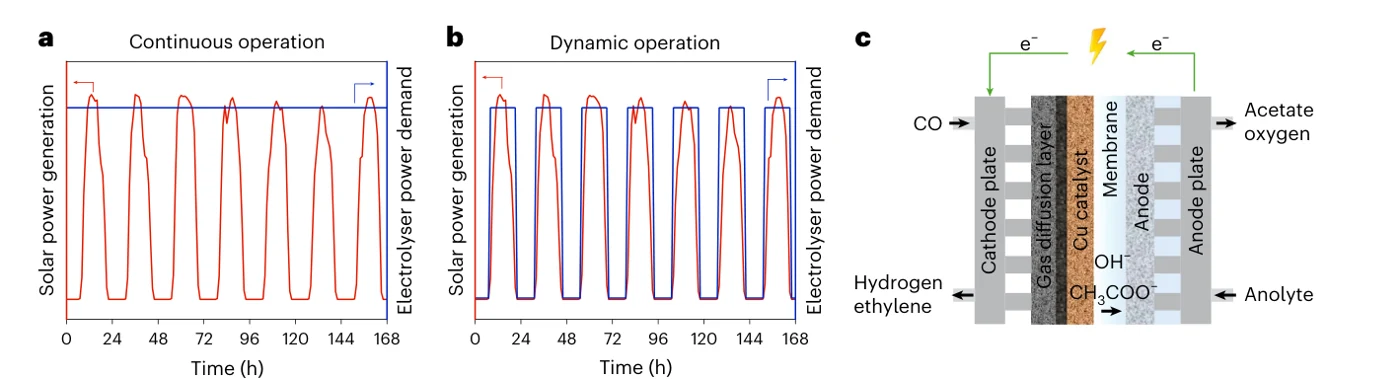 a
Continuous operation
Solar power generation
Electrolyser power demand
0 24 48 72 96 120 144 168
Time (h)
b
Dynamic operation
Solar power generation
Electrolyser power demand
0 24 48 72 96 120 144 168
Time (h)
c
e⁻
e⁻
CO
Hydrogen
ethylene
Cathode plate
Gas diffusion layer
Cu catalyst
Membrane
Anode
Anode plate
OH⁻
CH₃COO⁻
Acetate
oxygen
Anolyte